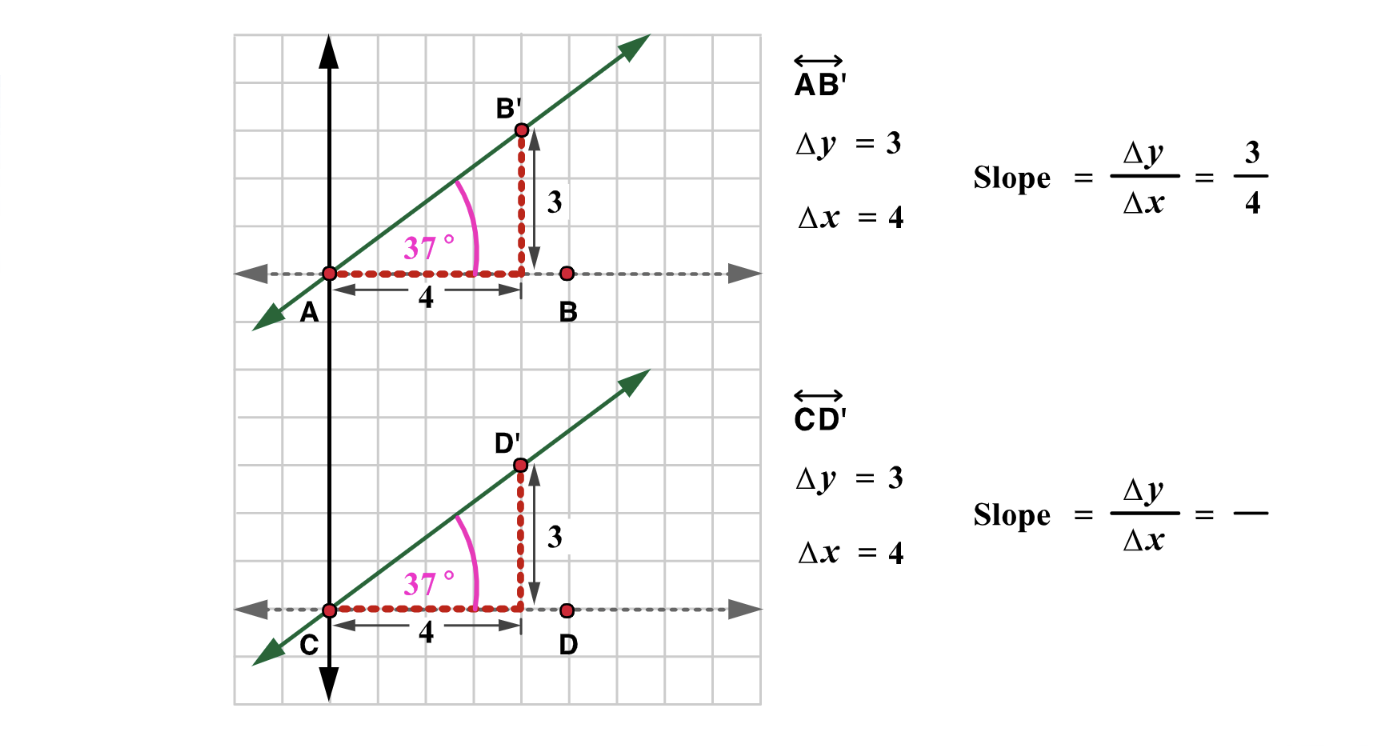 B'
3
37°
4
A
B
AB'
Δy = 3
Δx = 4
Slope = Δy/Δx = 3/4
D'
3
37°
4
C
D
CD'
Δy = 3
Δx = 4
Slope = Δy/Δx = —